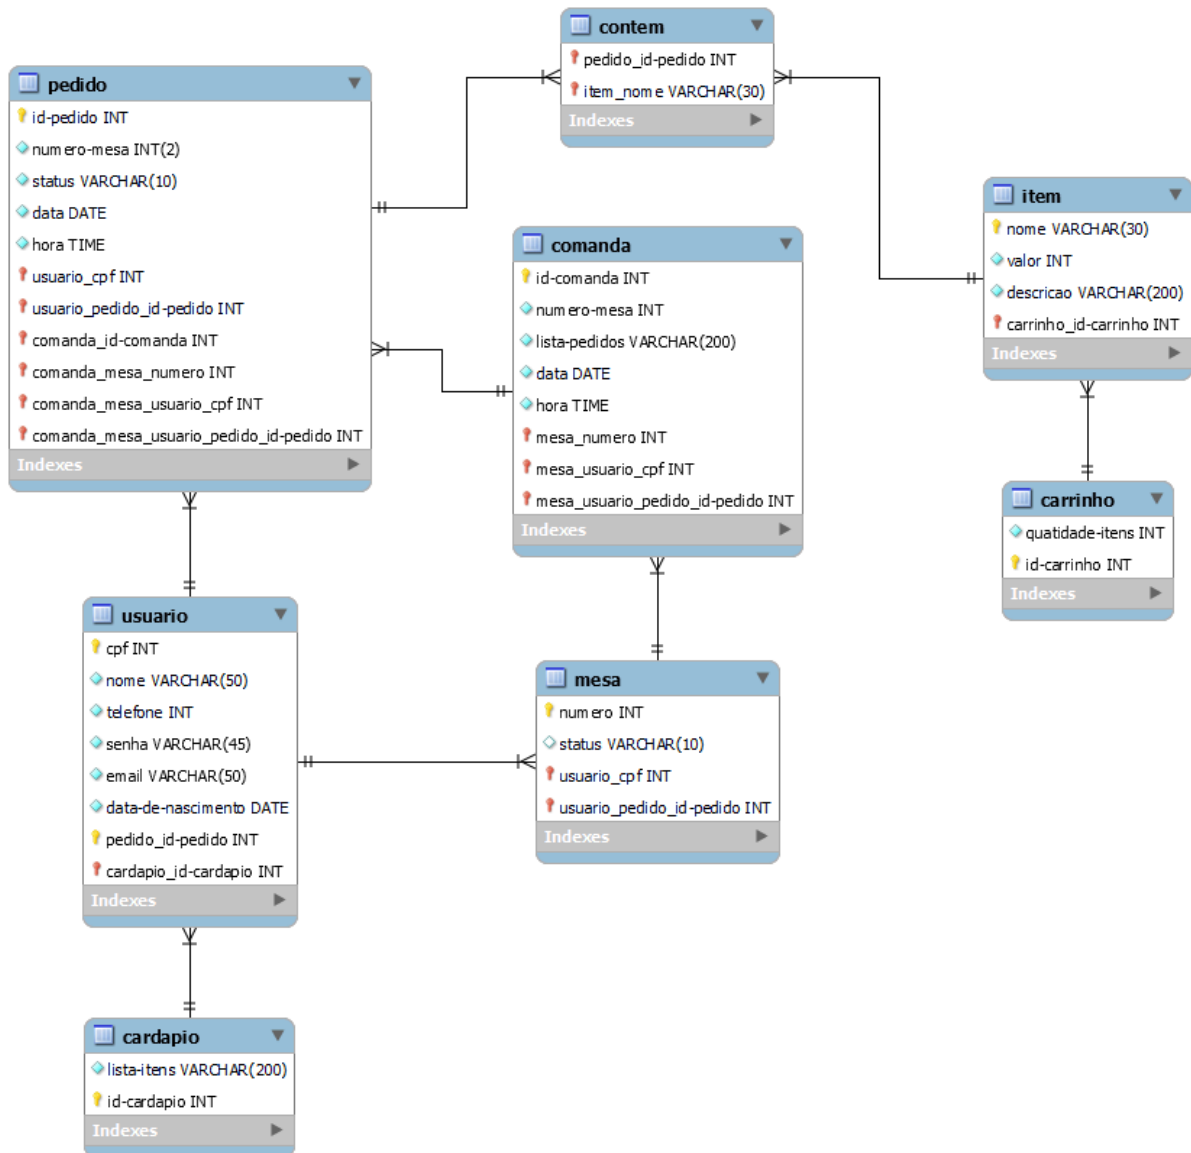 contem
pedido_id-pedido INT
item_nome VARCHAR(30)
Indexes
pedido
id-pedido INT
numero-mesa INT(2)
status VARCHAR(10)
data DATE
hora TIME
usuario_cpf INT
usuario_pedido_id-pedido INT
comanda_id-comanda INT
comanda_mesa_numero INT
comanda_mesa_usuario_cpf INT
comanda_mesa_usuario_pedido_id-pedido INT
Indexes
comanda
id-comanda INT
numero-mesa INT
lista-pedidos VARCHAR(200)
data DATE
hora TIME
mesa_numero INT
mesa_usuario_cpf INT
mesa_usuario_pedido_id-pedido INT
Indexes
item
nome VARCHAR(30)
valor INT
descricao VARCHAR(200)
carrinho_id-carrinho INT
Indexes
carrinho
quatidade-itens INT
id-carrinho INT
Indexes
usuario
cpf INT
nome VARCHAR(50)
telefone INT
senha VARCHAR(45)
email VARCHAR(50)
data-de-nascimento DATE
pedido_id-pedido INT
cardapio_id-cardapio INT
Indexes
mesa
numero INT
status VARCHAR(10)
usuario_cpf INT
usuario_pedido_id-pedido INT
Indexes
cardapio
lista-itens VARCHAR(200)
id-cardapio INT
Indexes